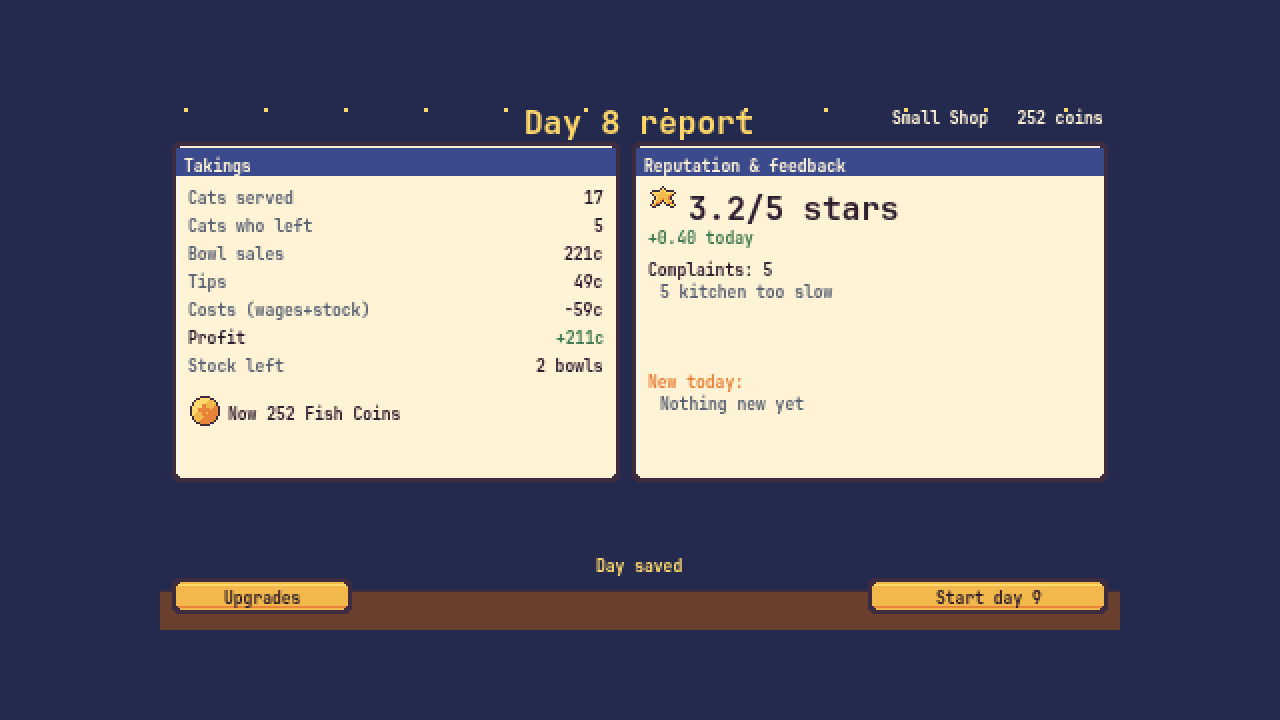 Day 8 report
Small Shop 252 coins
Takings
Cats served 17
Cats who left 5
Bowl sales 221c
Tips 49c
Costs (wages+stock) -59c
Profit +211c
Stock left 2 bowls
Now 252 Fish Coins
Reputation & feedback
3.2/5 stars
+0.40 today
Complaints: 5
5 kitchen too slow
New today:
Nothing new yet
Day saved
Upgrades
Start day 9